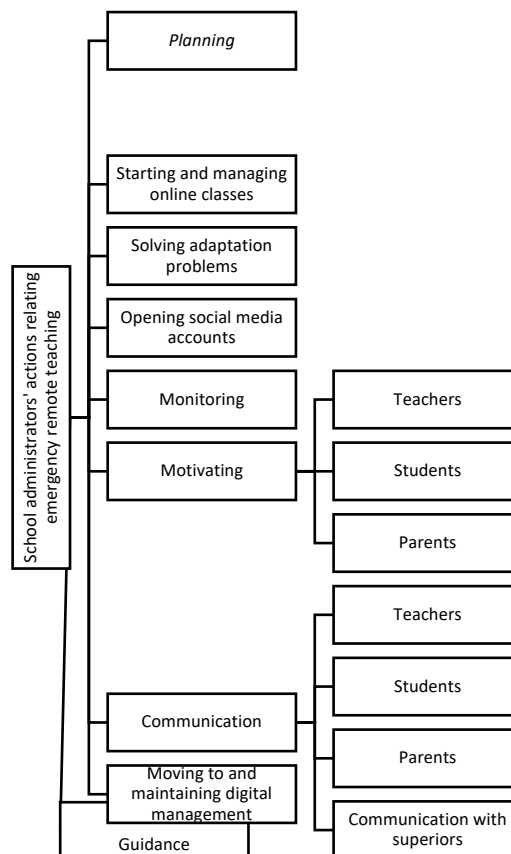 School administrators' actions relating
emergency remote teaching
Planning
Starting and managing
online classes
Solving adaptation
problems
Opening social media
accounts
Monitoring
Motivating
Teachers
Students
Parents
Communication
Teachers
Students
Parents
Communication with
superiors
Moving to and
maintaining digital
management
Guidance